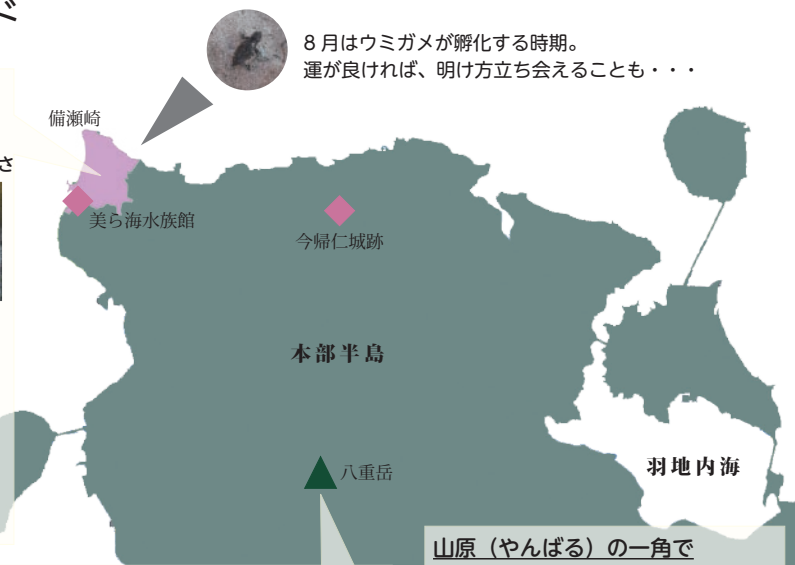 ど
８月はウミガメが孵化する時期。
運が良ければ、明け方立ち会えることも・・・
備瀬崎
さ
美ら海水族館
今帰仁城跡
本部半島
八重岳
羽地内海
山原（やんばる）の一角で